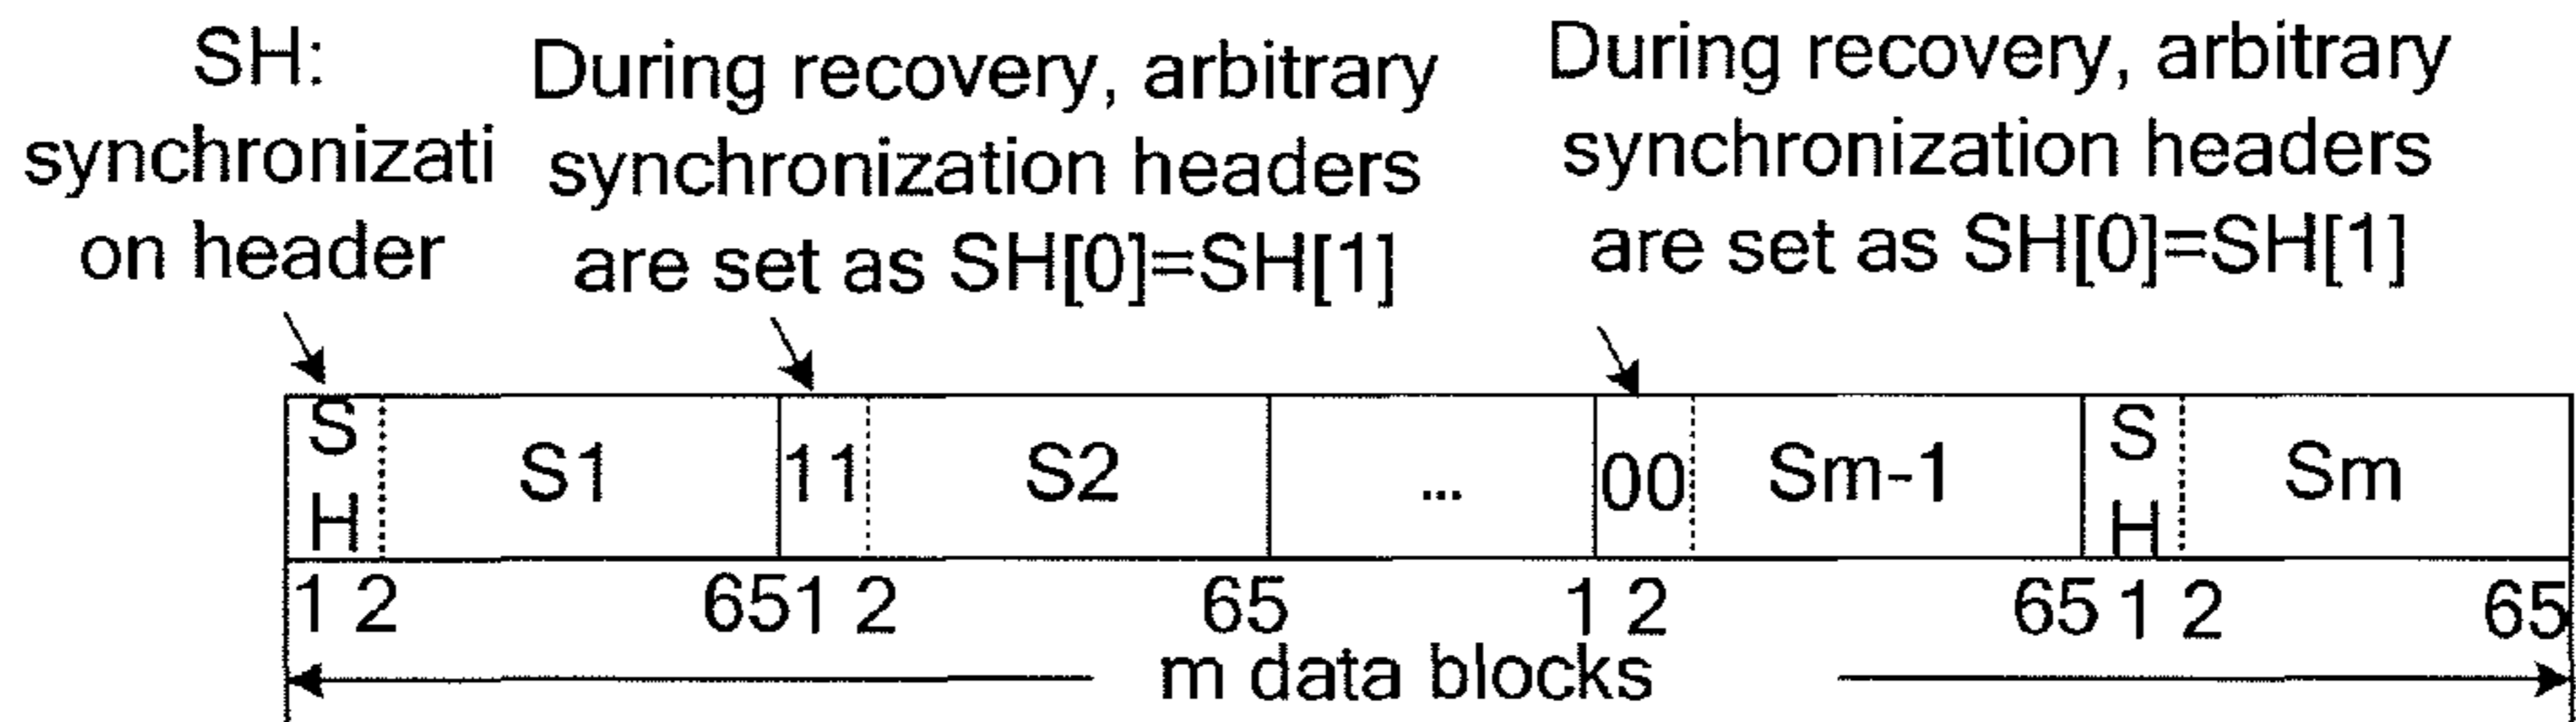 SH:
synchronizati
on header
During recovery, arbitrary
synchronization headers
are set as SH[0]=SH[1]
During recovery, arbitrary
synchronization headers
are set as SH[0]=SH[1]
S
H
S1
11
S2
...
00
Sm-1
S
H
Sm
1 2
65
1 2
65
1 2
65
1 2
65
m data blocks